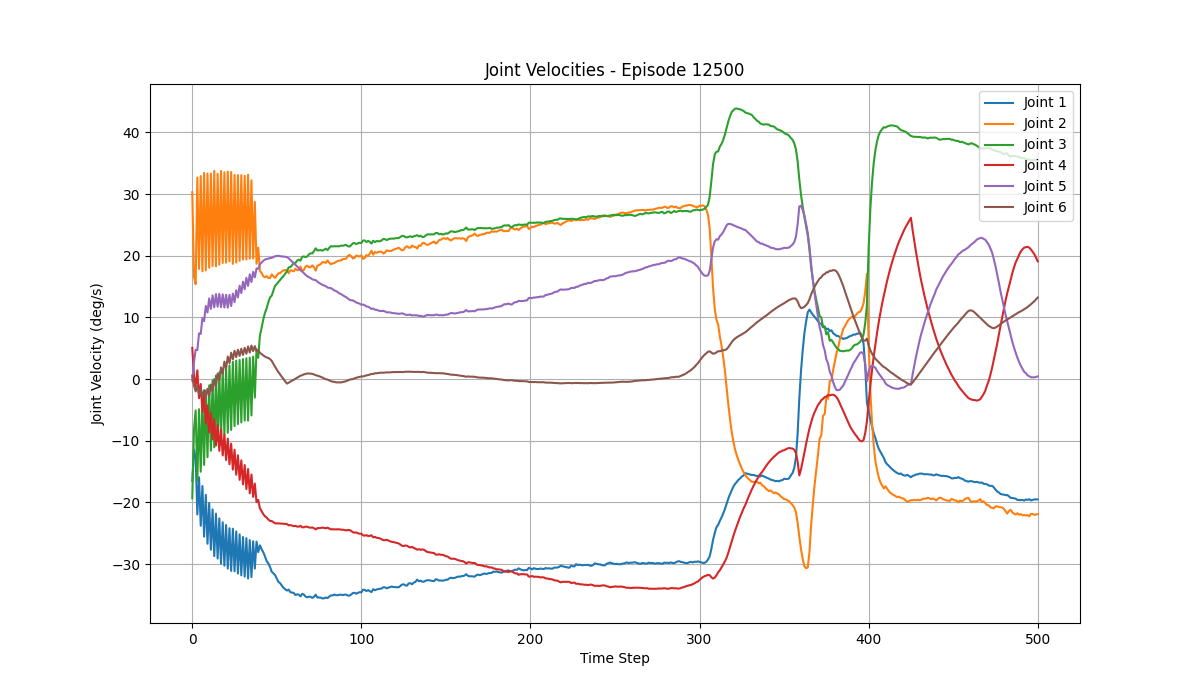 Joint Velocities - Episode 12500
Joint Velocity (deg/s)
40
30
20
10
0
−10
−20
−30
0
100
200
300
400
500
Time Step
Joint 1
Joint 2
Joint 3
Joint 4
Joint 5
Joint 6